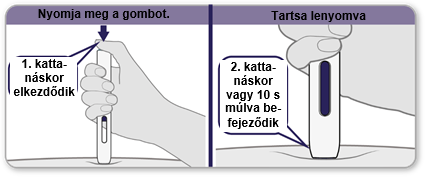 Nyomja meg a gombot.
1. katta-
náskor
elkezdődik
Tartsa lenyomva
2. katta-
náskor
vagy 10 s
múlva be-
fejeződik